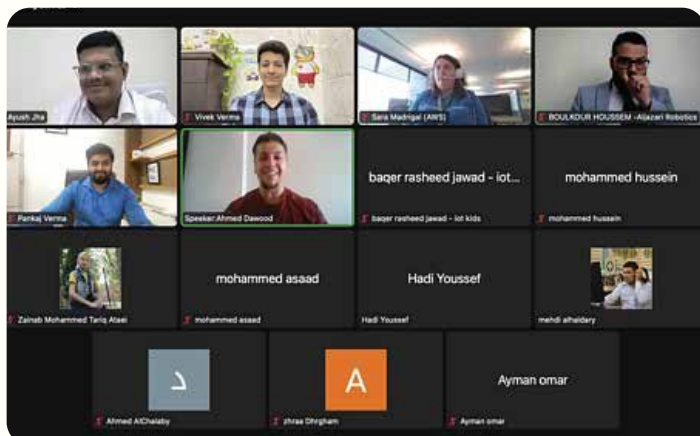 Ayush Jha
Vivek Verma
Sara Madrigal (AWS)
BOULKOUR HOUSSEM -Aljazari Robotics
Pankaj Verma
Speaker:Ahmed Dawood
baqer rasheed jawad - iot...
baqer rasheed jawad - iot kids
mohammed hussein
mohammed hussein
Zainab Mohammed Tariq Ataei
mohammed asaad
mohammed asaad
Hadi Youssef
Hadi Youssef
mehdi alhaidary
د
Ahmed AlChalaby
A
zhraa Dhrgham
Ayman omar
Ayman omar